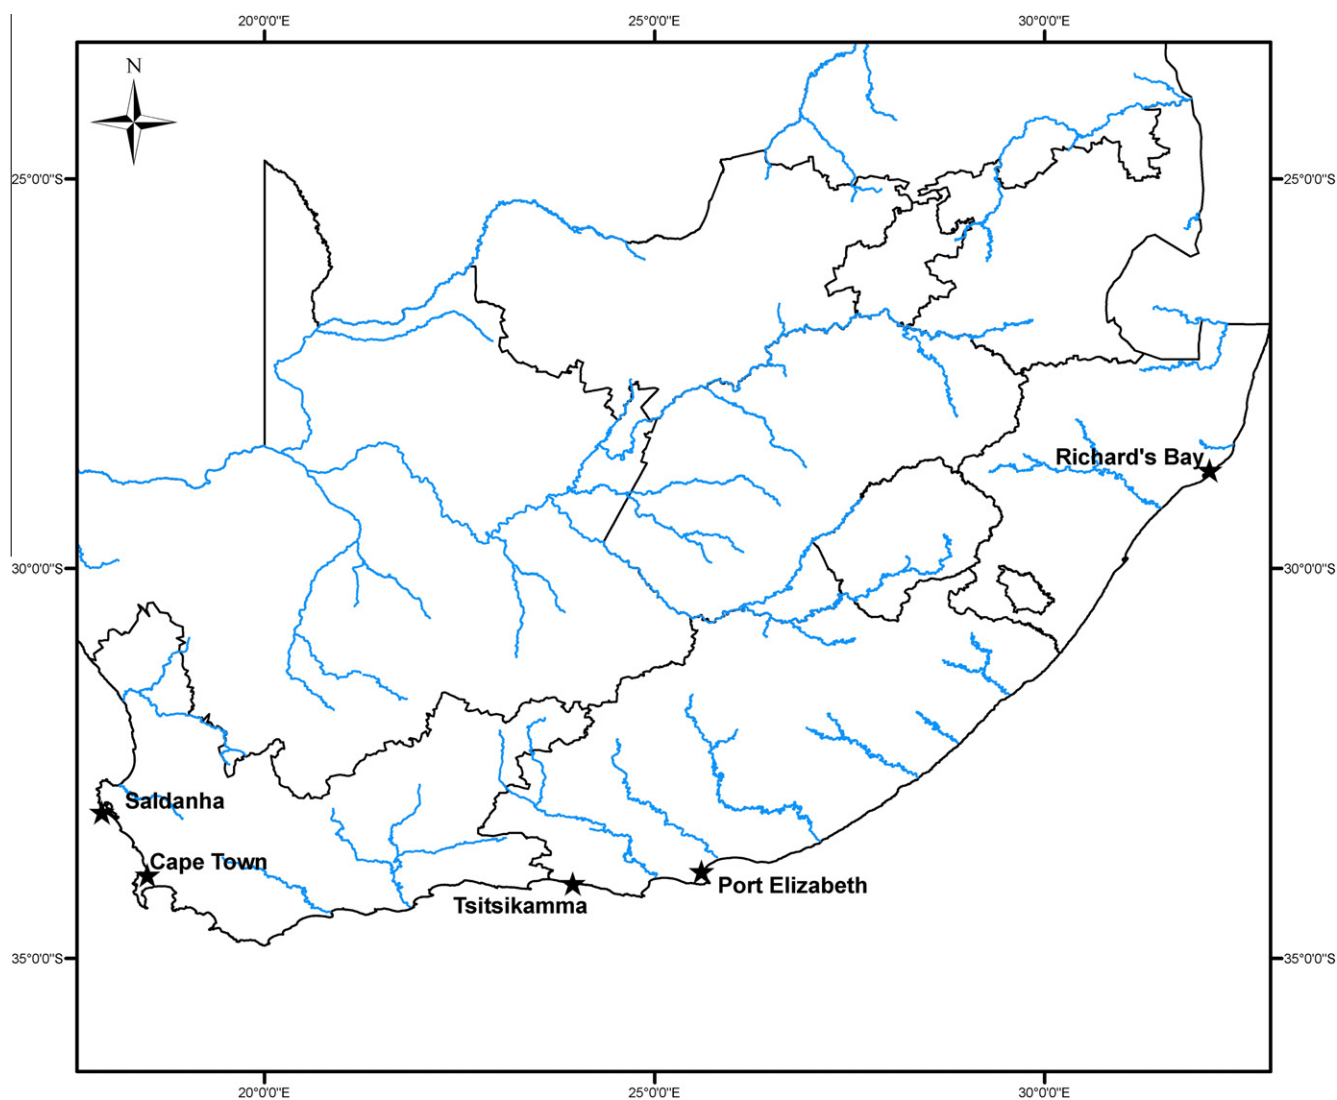 20°0'0"E 25°0'0"E 30°0'0"E
N
25°0'0"S 25°0'0"S
Richard's Bay
30°0'0"S 30°0'0"S
Saldanha
Cape Town
Port Elizabeth
Tsitsikamma
35°0'0"S 35°0'0"S
20°0'0"E 25°0'0"E 30°0'0"E